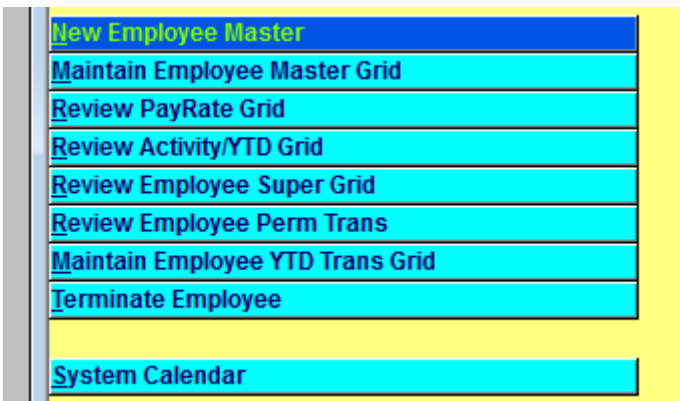 New Employee Master
Maintain Employee Master Grid
Review PayRate Grid
Review Activity/YTD Grid
Review Employee Super Grid
Review Employee Perm Trans
Maintain Employee YTD Trans Grid
Terminate Employee
System Calendar